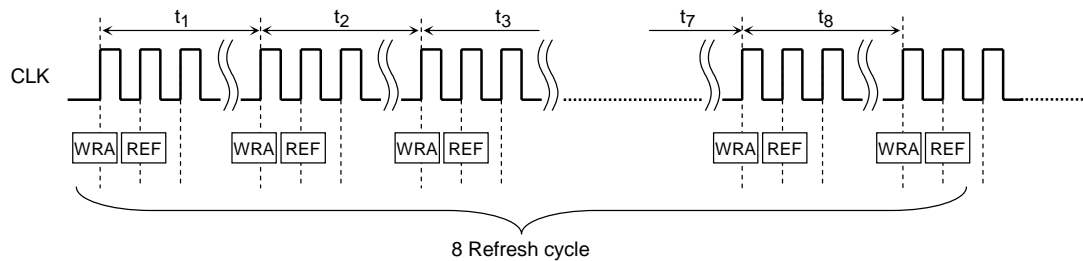 t1 t2 t3 t7 t8
CLK
WRA REF WRA REF WRA REF WRA REF WRA REF
8 Refresh cycle